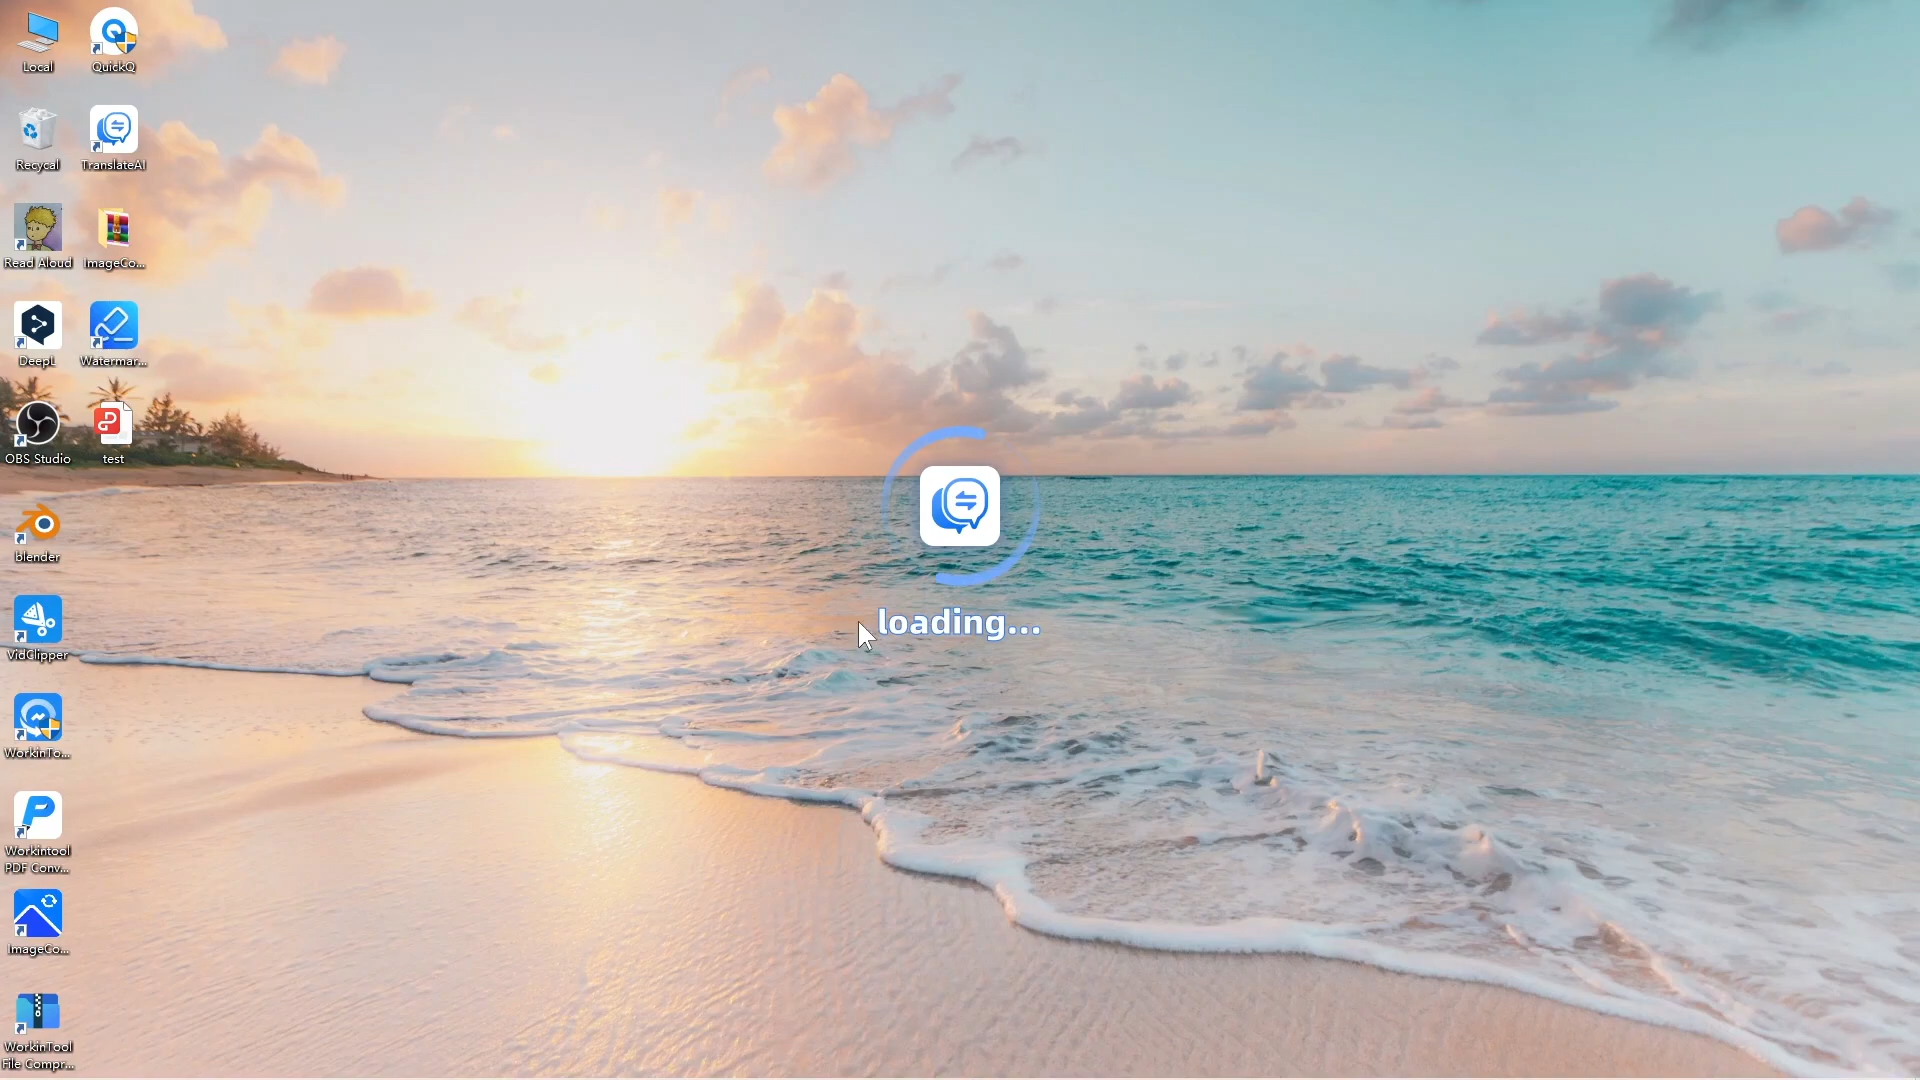 Local
QuickQ
Recycal
TranslateAI
Read Aloud
ImageCo...
DeepL
Watermar...
OBS Studio
test
blender
VidClipper
WorkinTo...
Workintool
PDF Conv...
ImageCo...
WorkinTool
File Compr...
loading...